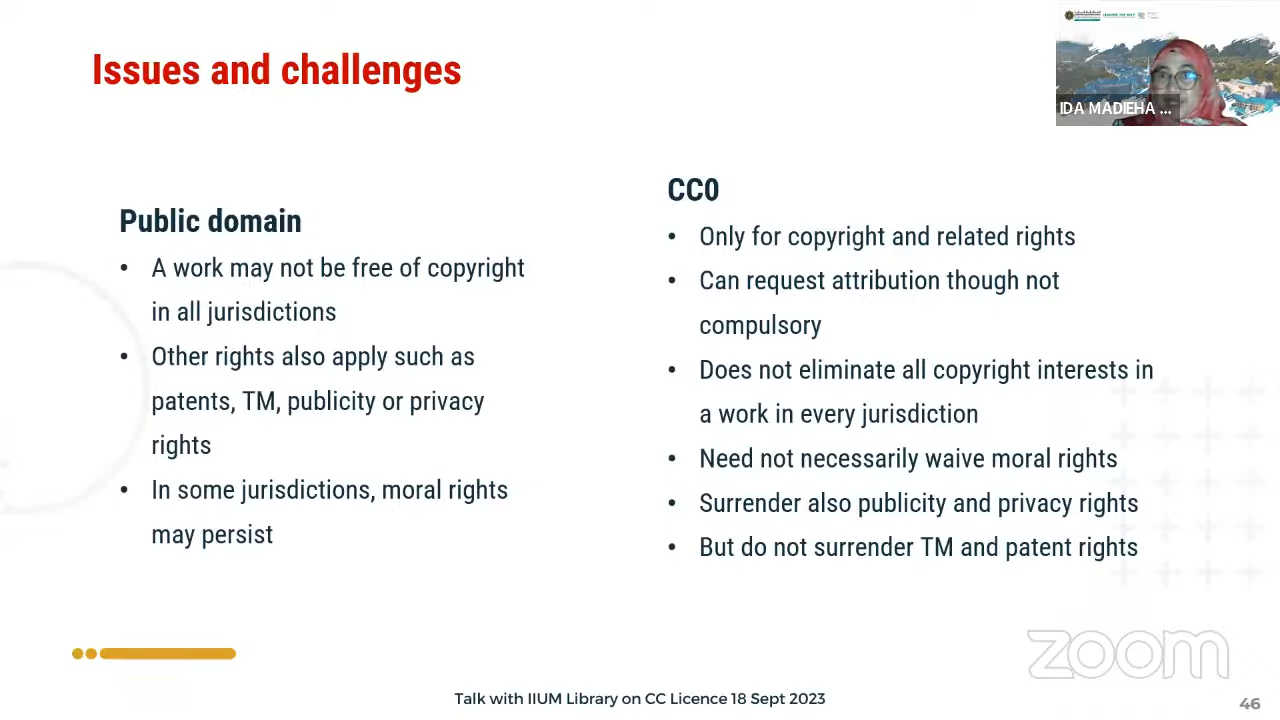 Issues and challenges
IDA MADIEHA ...
Public domain
• A work may not be free of copyright
in all jurisdictions
• Other rights also apply such as
patents, TM, publicity or privacy
rights
• In some jurisdictions, moral rights
may persist
CC0
• Only for copyright and related rights
• Can request attribution though not
compulsory
• Does not eliminate all copyright interests in
a work in every jurisdiction
• Need not necessarily waive moral rights
• Surrender also publicity and privacy rights
• But do not surrender TM and patent rights
zoom
Talk with IIUM Library on CC Licence 18 Sept 2023
46